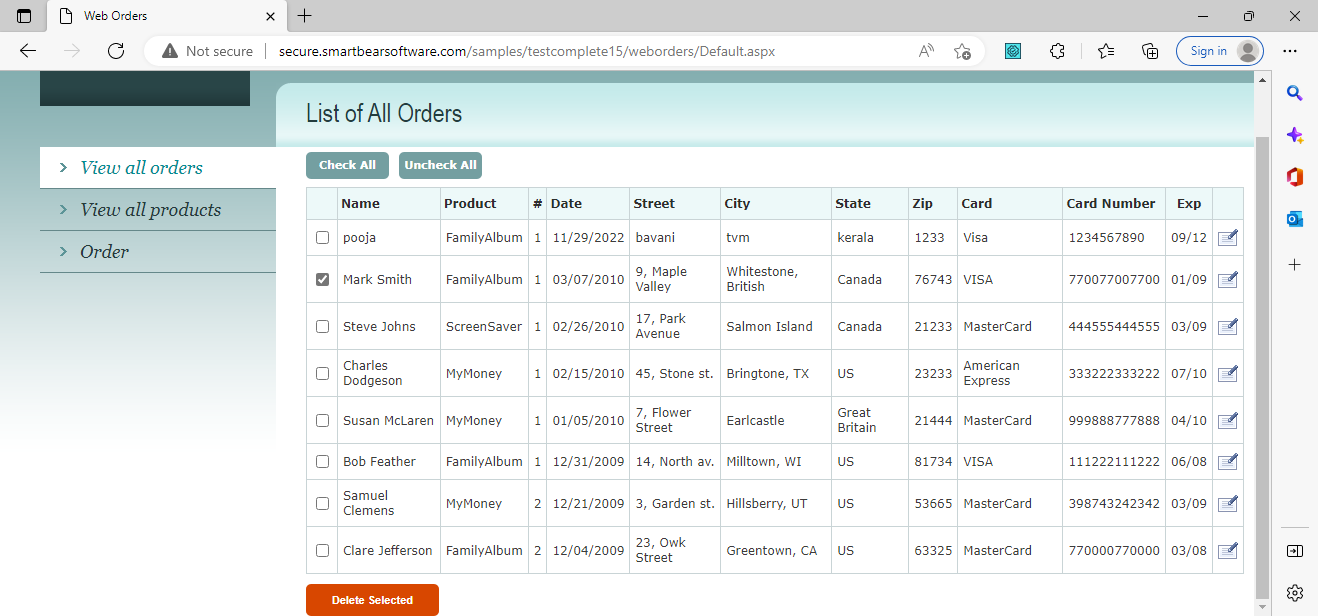 Web Orders
Not secure secure.smartbearsoftware.com/samples/testcomplete15/weborders/Default.aspx Sign in
List of All Orders
View all orders
View all products
Order
Check All Uncheck All
Name Product # Date Street City State Zip Card Card Number Exp
pooja FamilyAlbum 1 11/29/2022 bavani tvm kerala 1233 Visa 1234567890 09/12
Mark Smith FamilyAlbum 1 03/07/2010 9, Maple Valley Whitestone, British Canada 76743 VISA 770077007700 01/09
Steve Johns ScreenSaver 1 02/26/2010 17, Park Avenue Salmon Island Canada 21233 MasterCard 444555444555 03/09
Charles Dodgeson MyMoney 1 02/15/2010 45, Stone st. Bringtone, TX US 23233 American Express 333222333222 07/10
Susan McLaren MyMoney 1 01/05/2010 7, Flower Street Earlcastle Great Britain 21444 MasterCard 999888777888 04/10
Bob Feather FamilyAlbum 1 12/31/2009 14, North av. Milltown, WI US 81734 VISA 111222111222 06/08
Samuel Clemens MyMoney 2 12/21/2009 3, Garden st. Hillsberry, UT US 53665 MasterCard 398743242342 03/09
Clare Jefferson FamilyAlbum 2 12/04/2009 23, Owk Street Greentown, CA US 63325 MasterCard 770000770000 03/08
Delete Selected